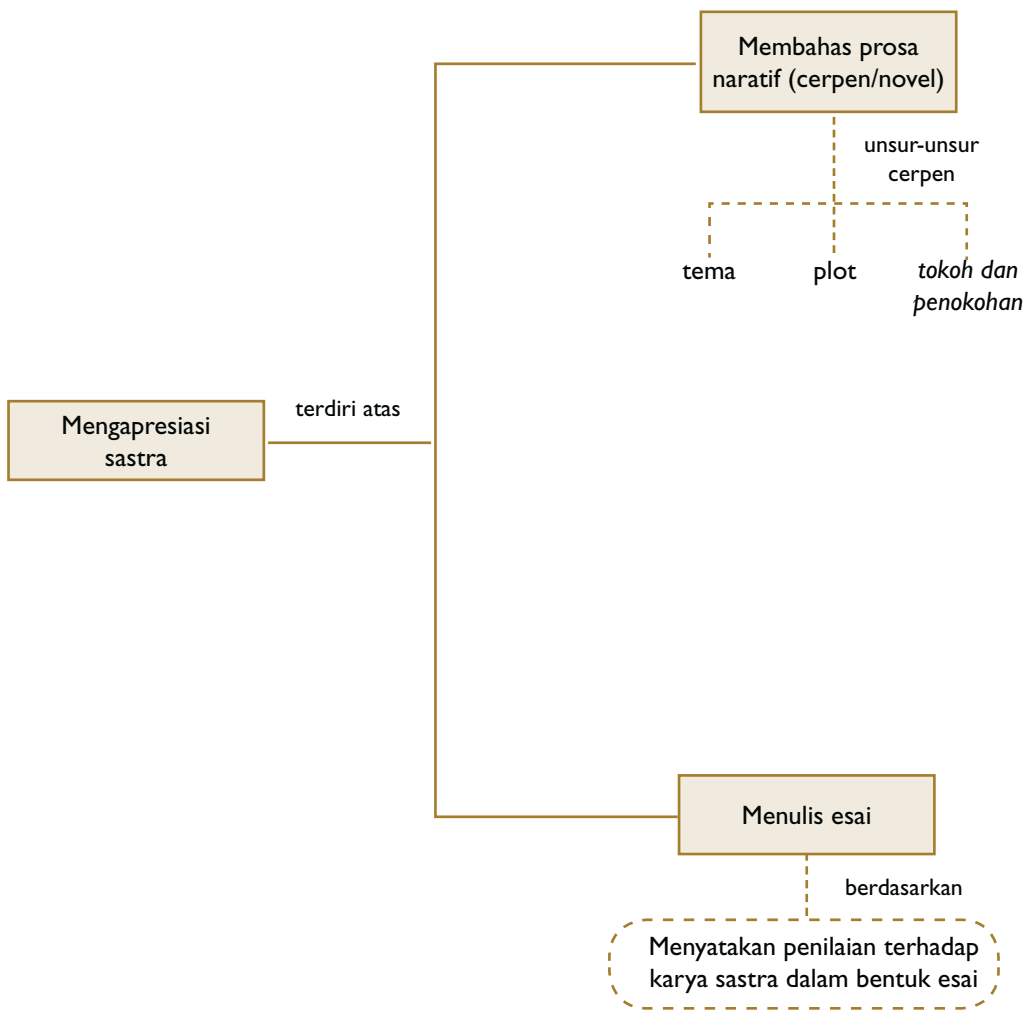 Membahas prosa
naratif (cerpen/novel)
unsur-unsur
cerpen
tema
plot
tokoh dan
penokohan
terdiri atas
Mengapresiasi
sastra
Menulis esai
berdasarkan
Menyatakan penilaian terhadap
karya sastra dalam bentuk esai